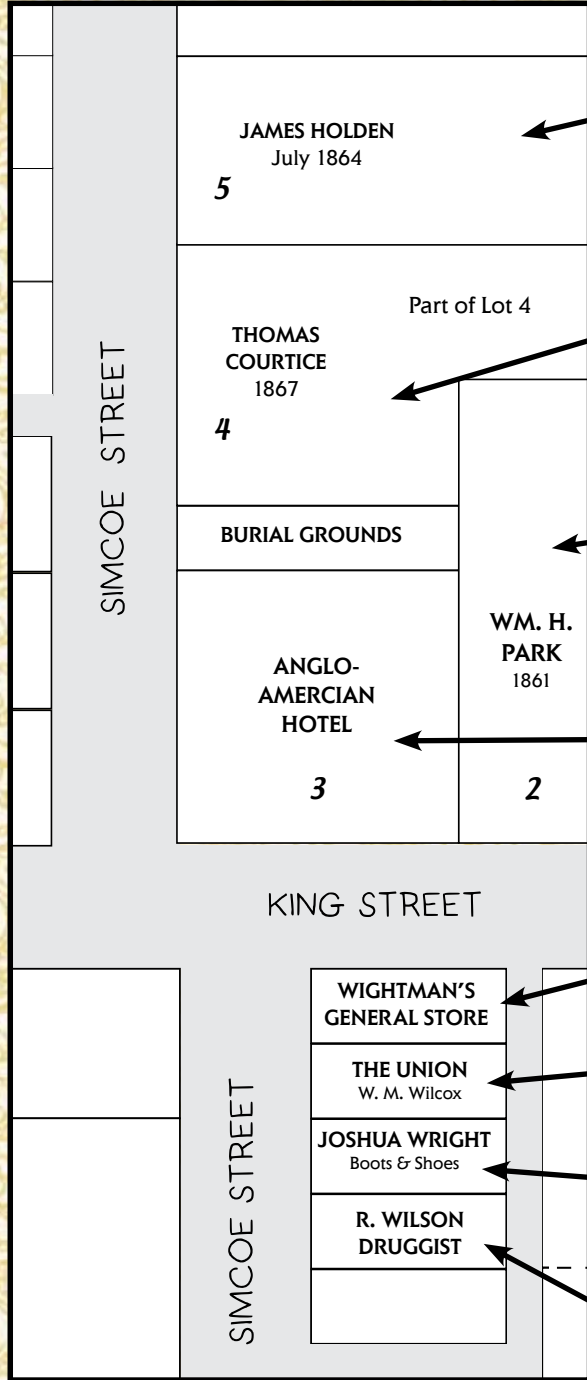 JAMES HOLDEN
July 1864
5
Part of Lot 4
THOMAS
COURTICE
1867
4
SIMCOE STREET
BURIAL GROUNDS
WM. H.
PARK
1861
ANGLO-
AMERCIAN
HOTEL
3
2
KING STREET
WIGHTMAN'S
GENERAL STORE
THE UNION
W. M. Wilcox
JOSHUA WRIGHT
Boots & Shoes
R. WILSON
DRUGGIST
SIMCOE STREET